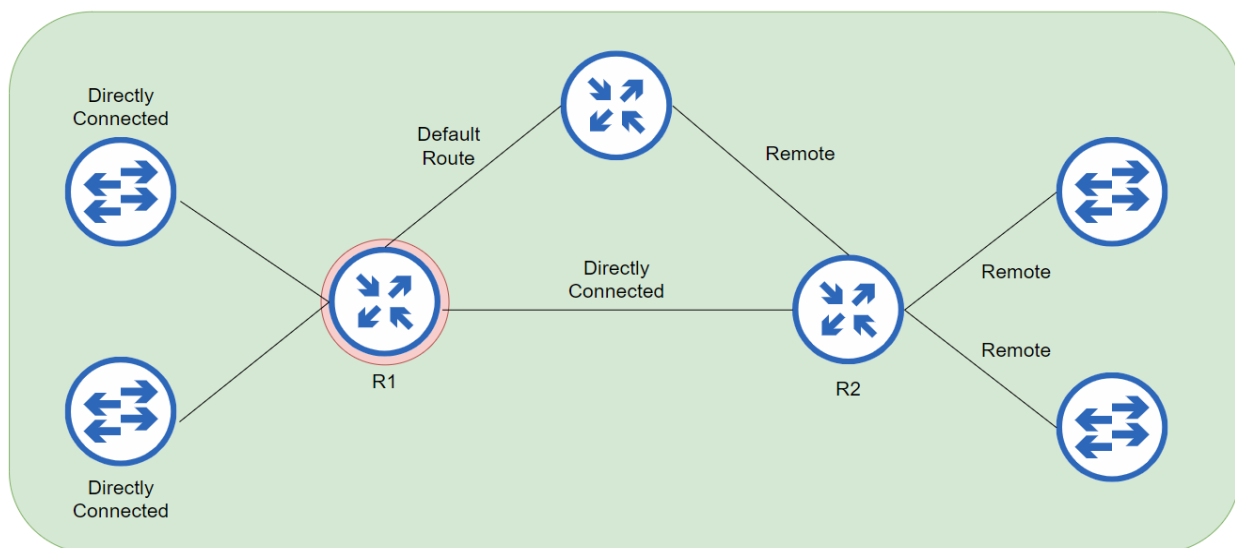 Directly
Connected
Default
Route
Remote
Directly
Connected
Remote
Remote
R1
R2
Directly
Connected